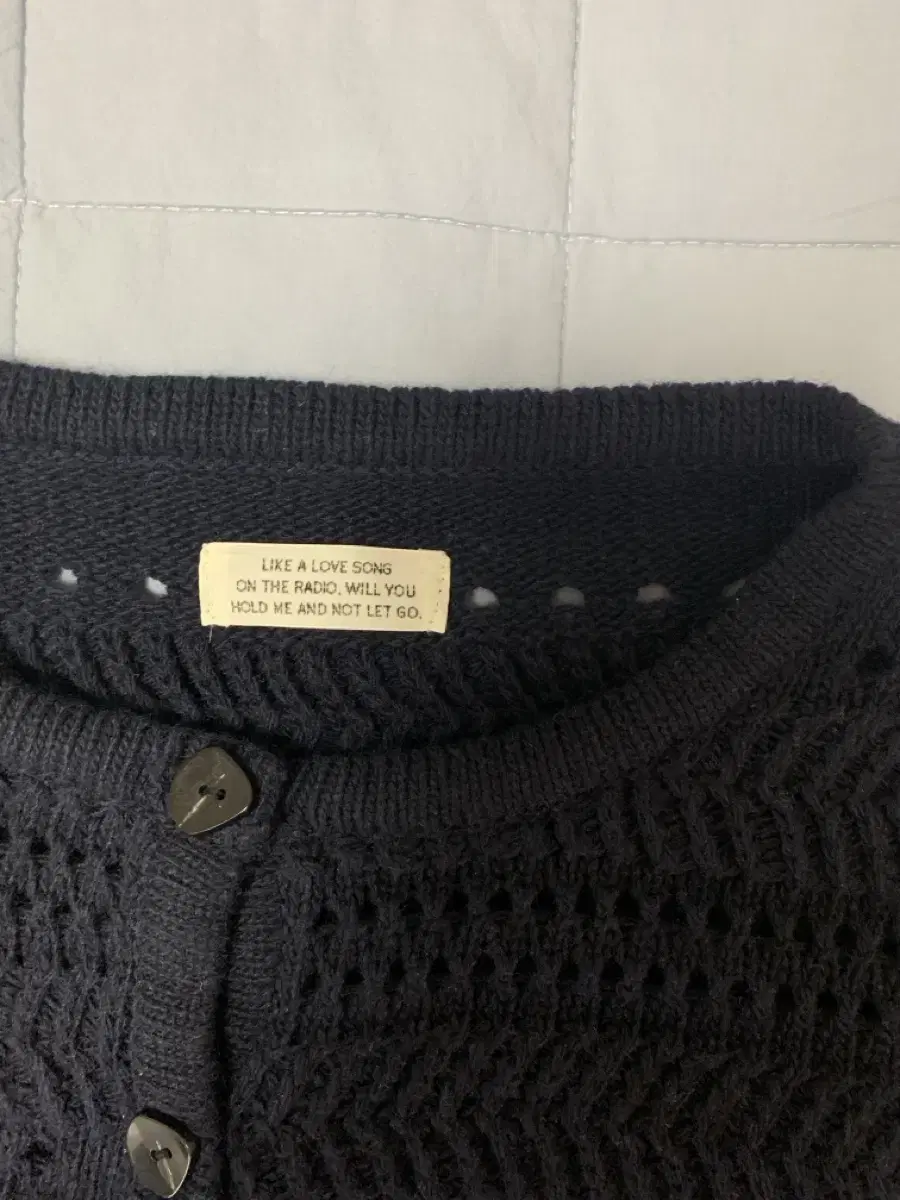 LIKE A LOVE SONG
ON THE RADIO, WILL YOU
HOLD ME AND NOT LET GO.